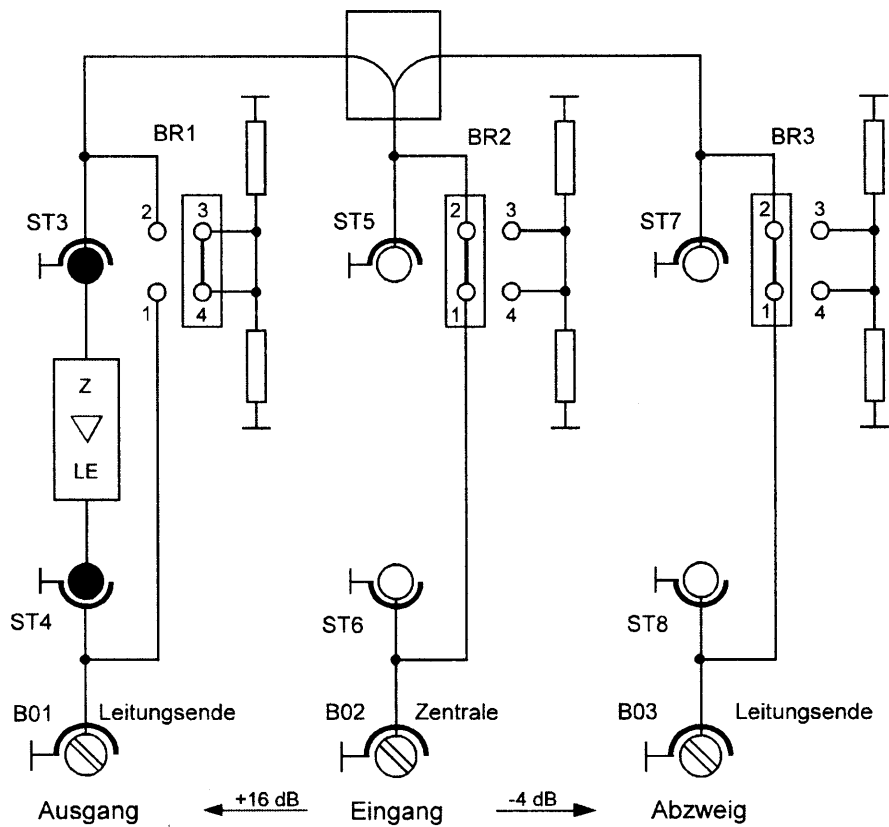 BR1 BR2 BR3
ST3 2 3 ST5 2 3 ST7 2 3
1 4 1 4 1 4
Z
LE
ST4 ST6 ST8
B01 Leitungsende B02 Zentrale B03 Leitungsende
Ausgang +16 dB Eingang -4 dB Abzweig